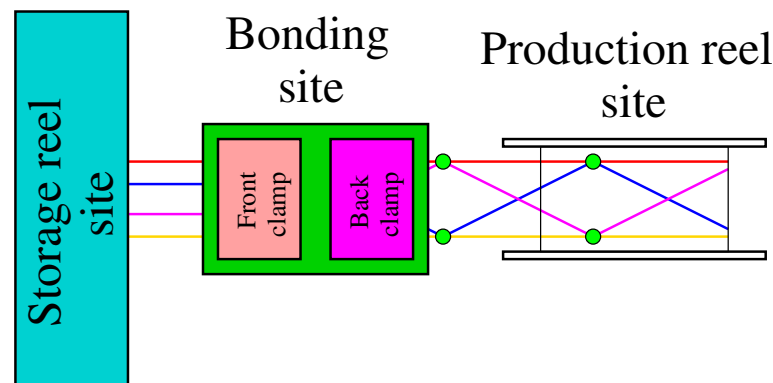 Storage reel
site
Bonding
site
Front
clamp
Back
clamp
Production reel
site